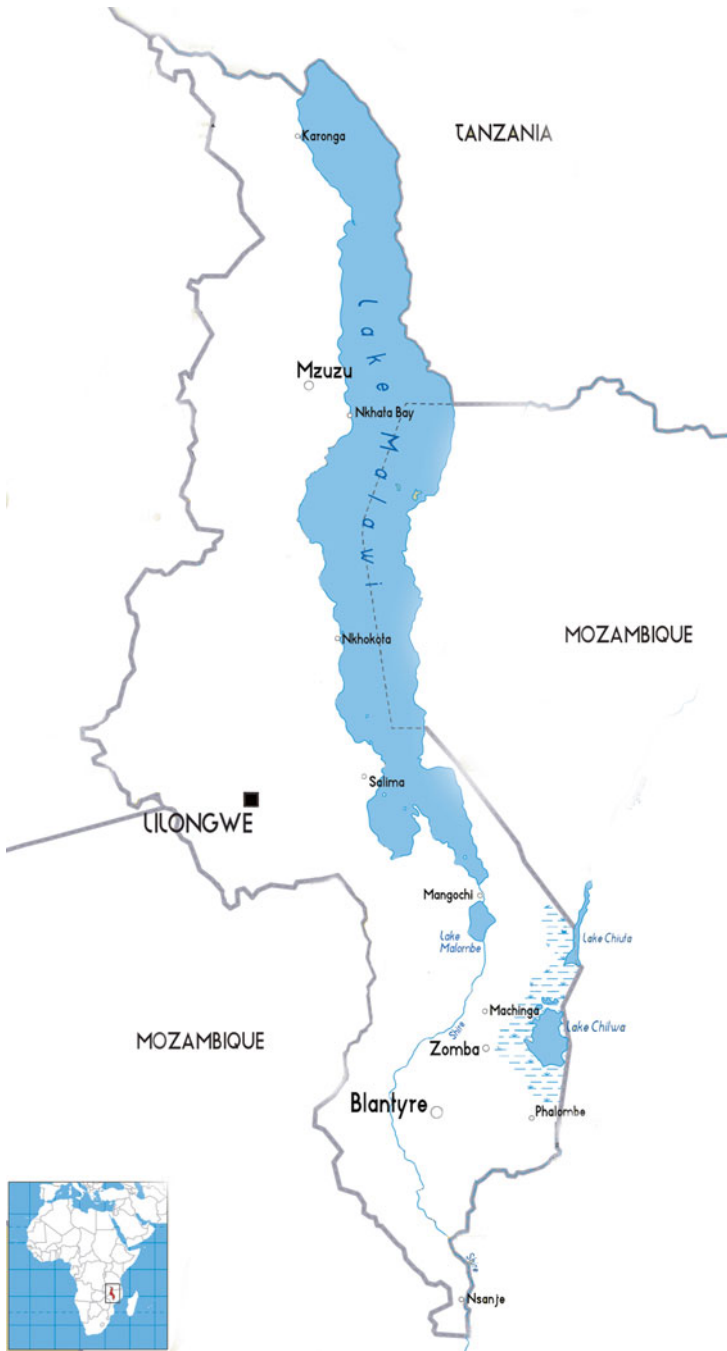 Karonga
TANZANIA
Lake Malawi
Mzuzu
Nkhata Bay
Nkhokota
MOZAMBIQUE
Salima
LILONGWE
Mangochi
Lake
Malombe
Lake Chiuta
Machinga
Lake Chilwa
Shire
MOZAMBIQUE
Zomba
Blantyre
Phalombe
Shire
Nsanje